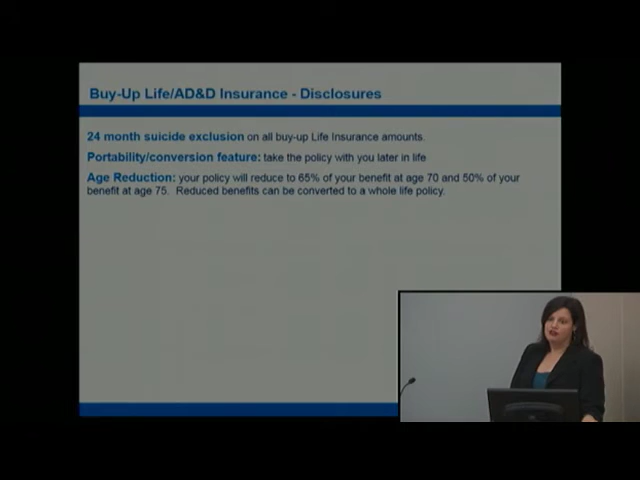 Buy-Up Life/AD&D Insurance - Disclosures
24 month suicide exclusion on all buy-up Life Insurance amounts.
Portability/conversion feature: take the policy with you later in life
Age Reduction: your policy will reduce to 65% of your benefit at age 70 and 50% of your
benefit at age 75. Reduced benefits can be converted to a whole life policy.